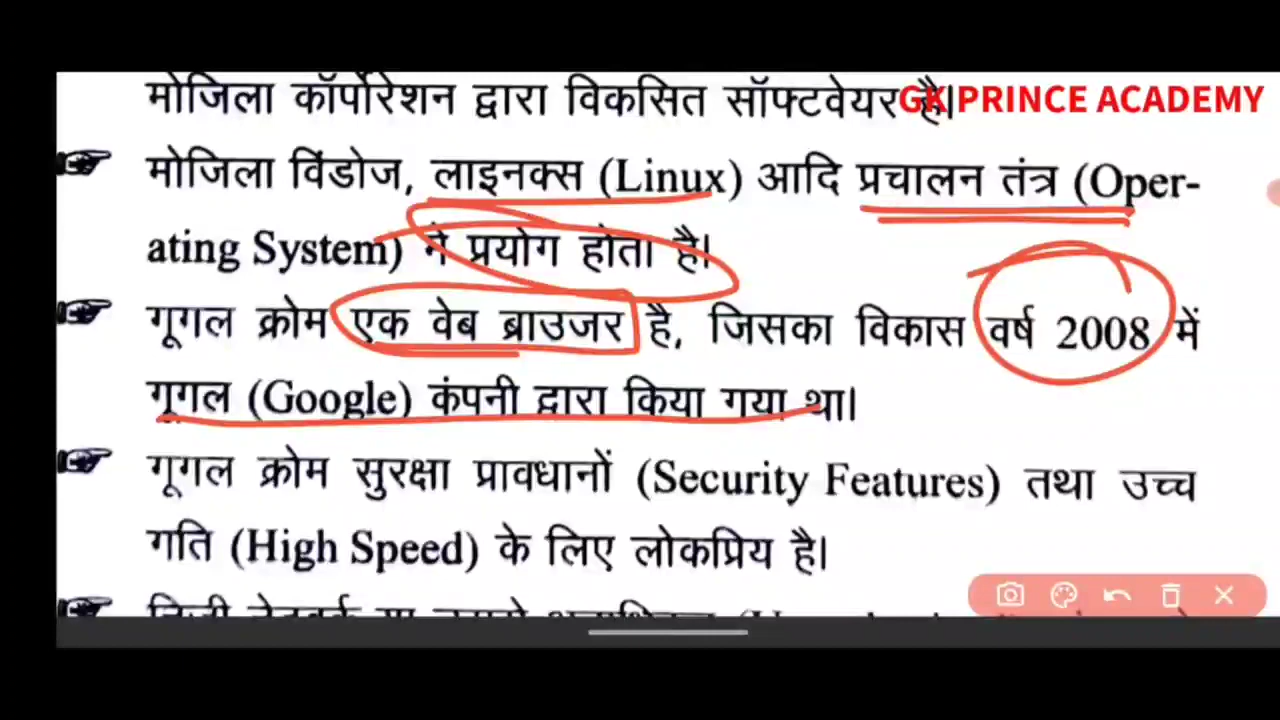 मोजिला कॉर्पोरेशन द्वारा विकसित सॉफ्टवेयर है।
GK PRINCE ACADEMY
मोजिला विंडोज, लाइनक्स (Linux) आदि प्रचालन तंत्र (Oper-
ating System) में प्रयोग होता है।
गूगल क्रोम एक वेब ब्राउजर है, जिसका विकास वर्ष 2008 में
गूगल (Google) कंपनी द्वारा किया गया था।
गूगल क्रोम सुरक्षा प्रावधानों (Security Features) तथा उच्च
गति (High Speed) के लिए लोकप्रिय है।